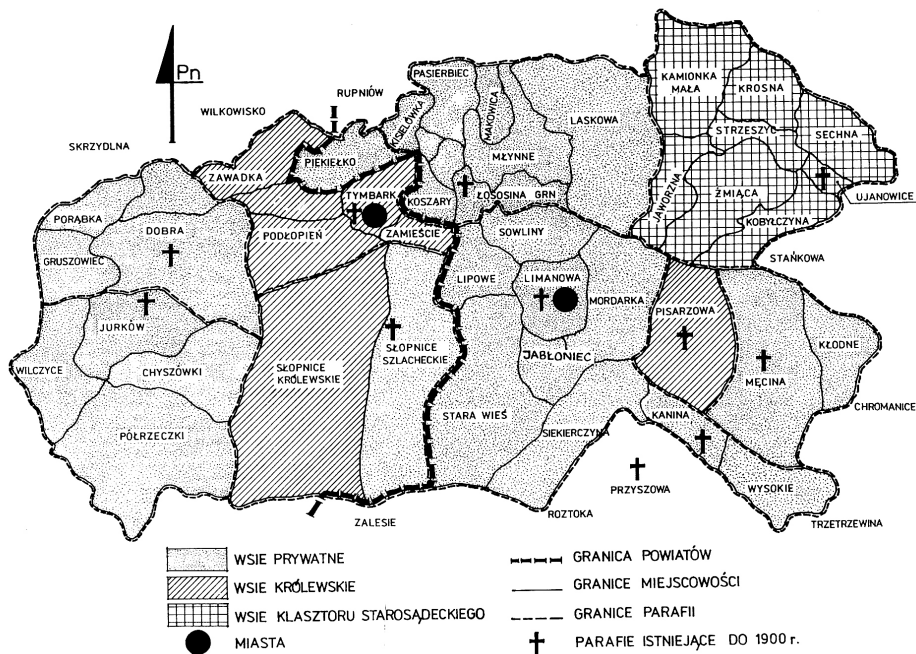 Pn
SKRZYDLNA
WILKOWISKO
RUPNIÓW
PASIERBIEC
KISIELÓWKA
MAKOWICA
LASKOWA
KAMIONKA
MAŁA
KROSNA
STRZESZYC
SECHNA
UJANOWICE
JAWORZNA
ŻMIĄCA
KOBYŁCZYNA
STAŃKOWA
PIEKIEŁKO
ZAWADKA
TYMBARK
KOSZARY
MŁYNNE
ŁOSOSINA GRN
ZAMIEŚCIE
PODŁOPIEŃ
PORĄBKA
DOBRA
GRUSZOWIEC
JURKÓW
WILCZYCE
CHYSZÓWKI
PÓŁRZECZKI
SŁOPNICE
KRÓLEWSKIE
SŁOPNICE
SZLACHECKIE
SOWLINY
LIPOWE
LIMANOWA
MORDARKA
JABŁONIEC
STARA WIEŚ
SIEKIERCZYNA
PISARZOWA
MĘCINA
KŁODNE
CHROMANICE
KANINA
WYSOKIE
PRZYSZOWA
TRZETRZEWINA
ROZTOKA
ZALESIE
WSIE PRYWATNE
WSIE KRÓLEWSKIE
WSIE KLASZTORU STAROSĄDECKIEGO
MIASTA
GRANICA POWIATÓW
GRANICE MIEJSCOWOŚCI
GRANICE PARAFII
PARAFIE ISTNIEJĄCE DO 1900 r.